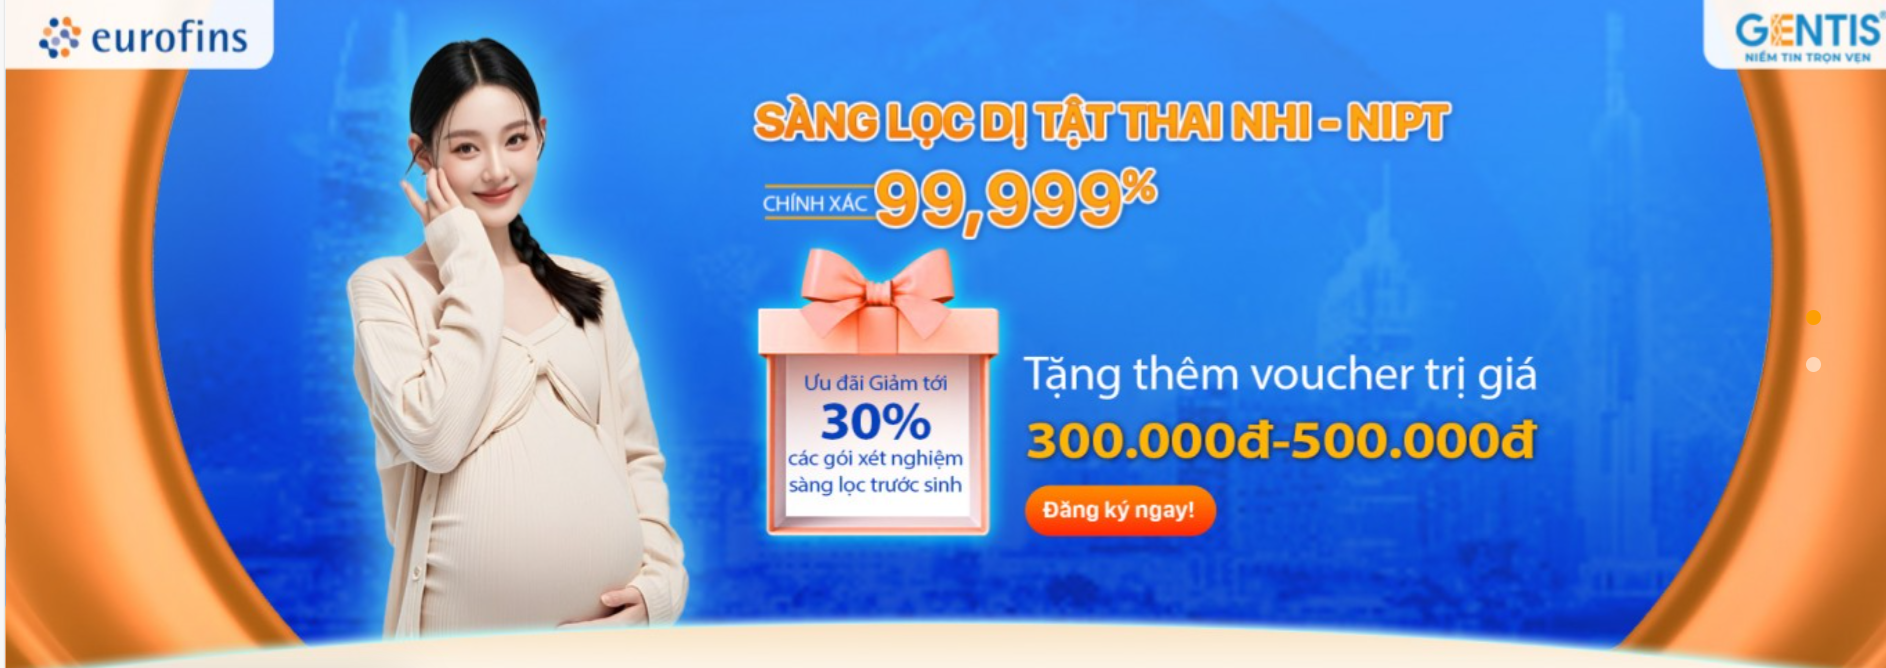 eurofins
GENTIS
NIỀM TIN TRỌN VẸN
SÀNG LỌC DỊ TẬT THAI NHI - NIPT
CHÍNH XÁC 99,999%
Ưu đãi Giảm tới
30%
các gói xét nghiệm
sàng lọc trước sinh
Tặng thêm voucher trị giá
300.000đ-500.000đ
Đăng ký ngay!